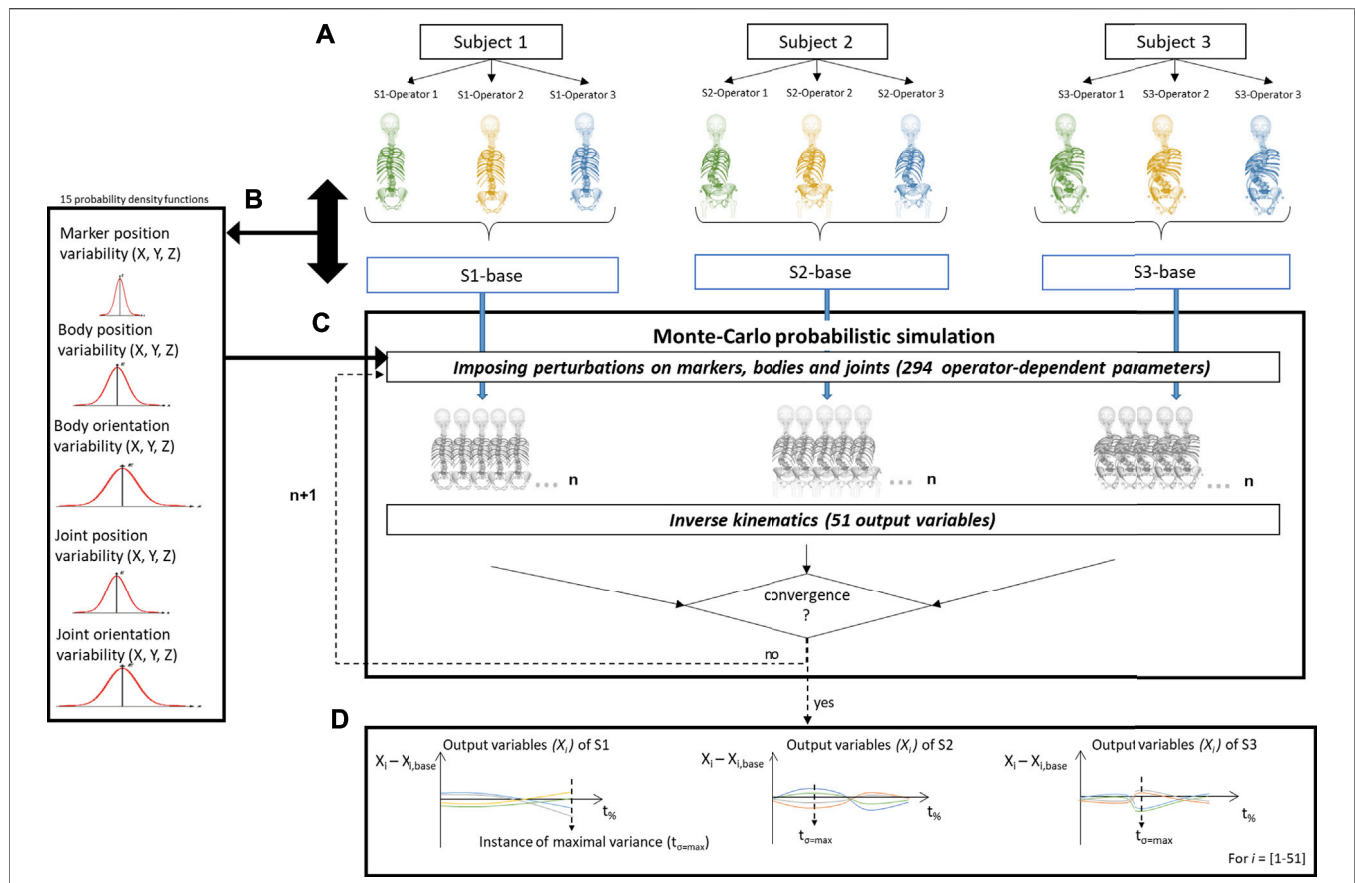 A
Subject 1
Subject 2
Subject 3
S1-Operator 1
S1-Operator 2
S1-Operator 3
S2-Operator 1
S2-Operator 2
S2-Operator 3
S3-Operator 1
S3-Operator 2
S3-Operator 3
B
15 probability density functions
Marker position
variability (X, Y, Z)
Body position
variability (X, Y, Z)
Body orientation
variability (X, Y, Z)
Joint position
variability (X, Y, Z)
Joint orientation
variability (X, Y, Z)
S1-base
S2-base
S3-base
C
Monte-Carlo probabilistic simulation
Imposing perturbations on markers, bodies and joints (294 operator-dependent parameters)
... n
... n
... n
n+1
Inverse kinematics (51 output variables)
convergence
?
no
yes
D
Output variables (Xi) of S1
Xi – Xi,base
t%
Instance of maximal variance (tσ=max)
Output variables (Xi) of S2
Xi – Xi,base
t%
tσ=max
Output variables (Xi) of S3
Xi – Xi,base
t%
tσ=max
For i = [1-51]